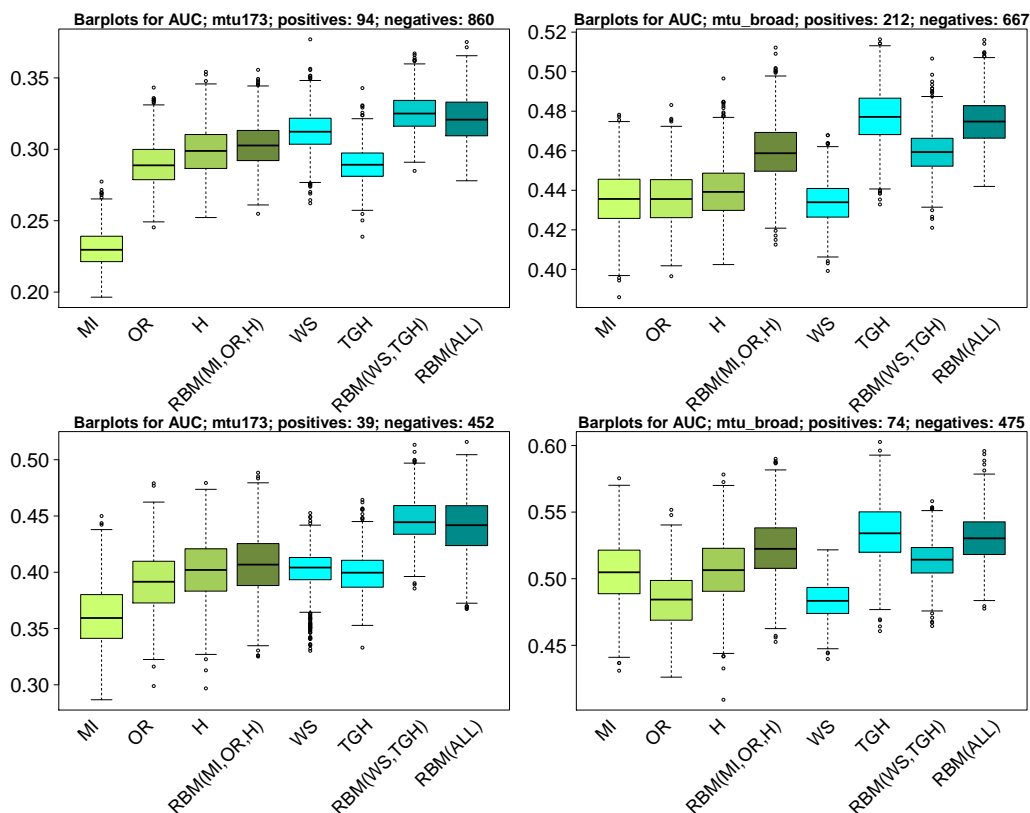 Barplots for AUC; mtu173; positives: 94; negatives: 860
0.35
0.30
0.25
0.20
MI
OR
H
RBM(MI,OR,H)
WS
TGH
RBM(WS,TGH)
RBM(ALL)
Barplots for AUC; mtu_broad; positives: 212; negatives: 667
0.52
0.50
0.48
0.46
0.44
0.42
0.40
MI
OR
H
RBM(MI,OR,H)
WS
TGH
RBM(WS,TGH)
RBM(ALL)
Barplots for AUC; mtu173; positives: 39; negatives: 452
0.50
0.45
0.40
0.35
0.30
MI
OR
H
RBM(MI,OR,H)
WS
TGH
RBM(WS,TGH)
RBM(ALL)
Barplots for AUC; mtu_broad; positives: 74; negatives: 475
0.60
0.55
0.50
0.45
MI
OR
H
RBM(MI,OR,H)
WS
TGH
RBM(WS,TGH)
RBM(ALL)